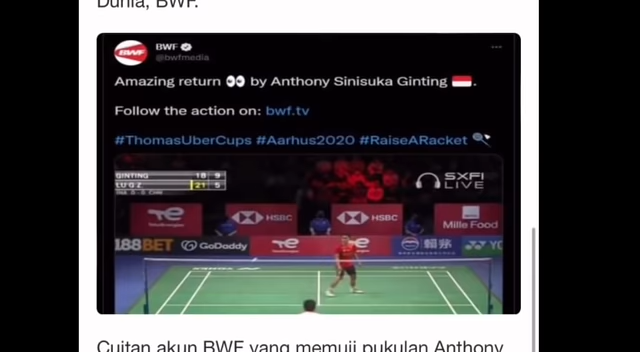 Dunia, BWF.
BWF
@bwfmedia
Amazing return 👀 by Anthony Sinisuka Ginting 🇮🇩.
Follow the action on: bwf.tv
#ThomasUberCups #Aarhus2020 #RaiseARacket 🏸
GINTING 18 9
LU G Z. 21 5
SXFI
LIVE
HSBC
HSBC
Mille Food
188BET
GoDaddy
YONEX
Cuitan akun BWF yang memuji pukulan Anthony